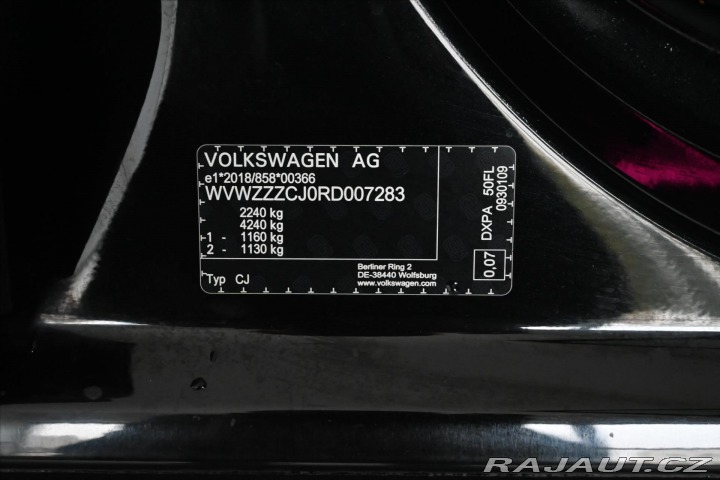 VOLKSWAGEN AG
e1*2018/858*00366
WVWZZZCJ0RD007283
2240 kg
4240 kg
1 - 1160 kg
2 - 1130 kg
Berliner Ring 2
DE-38440 Wolfsburg
www.volkswagen.com
Typ CJ
0,07
DXPA 50FL
0930109
RAJAUT.CZ